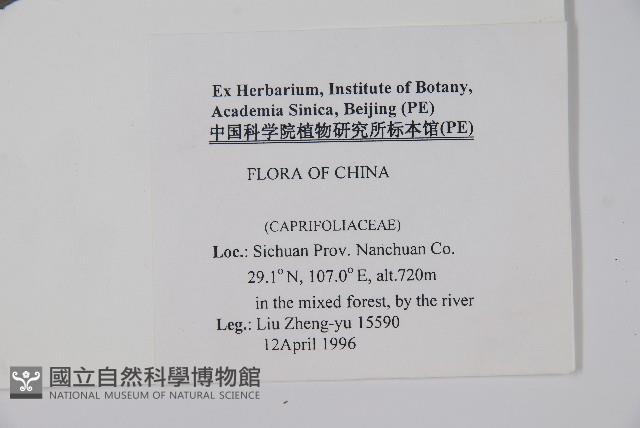 Ex Herbarium, Institute of Botany,
Academia Sinica, Beijing (PE)
中国科学院植物研究所标本馆(PE)
FLORA OF CHINA
(CAPRIFOLIACEAE)
Loc.: Sichuan Prov. Nanchuan Co.
29.1° N, 107.0° E, alt.720m
in the mixed forest, by the river
Leg.: Liu Zheng-yu 15590
12April 1996
國立自然科學博物館
NATIONAL MUSEUM OF NATURAL SCIENCE